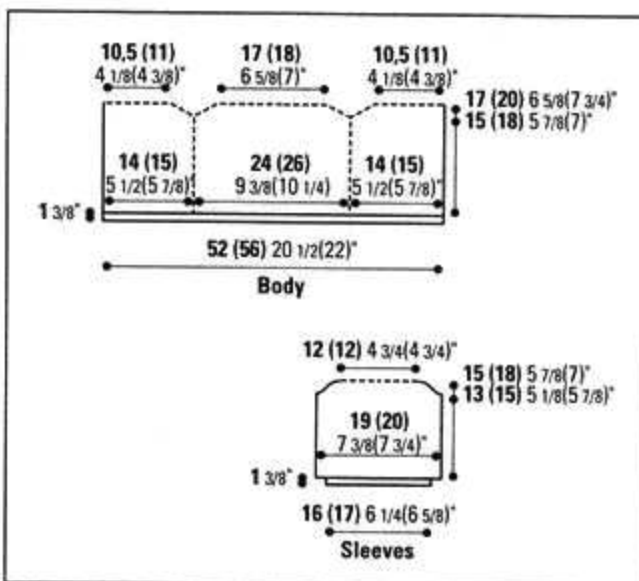 10,5 (11) 17 (18) 10,5 (11)
4 1/8(4 3/8)" 6 5/8(7)" 4 1/8(4 3/8)"
17 (20) 6 5/8(7 3/4)"
15 (18) 5 7/8(7)"
14 (15) 24 (26) 14 (15)
5 1/2(5 7/8)" 9 3/8(10 1/4) 5 1/2(5 7/8)"
1 3/8"
52 (56) 20 1/2(22)"
Body
12 (12) 4 3/4(4 3/4)"
15 (18) 5 7/8(7)"
13 (15) 5 1/8(5 7/8)"
19 (20)
7 3/8(7 3/4)"
1 3/8"
16 (17) 6 1/4(6 5/8)"
Sleeves